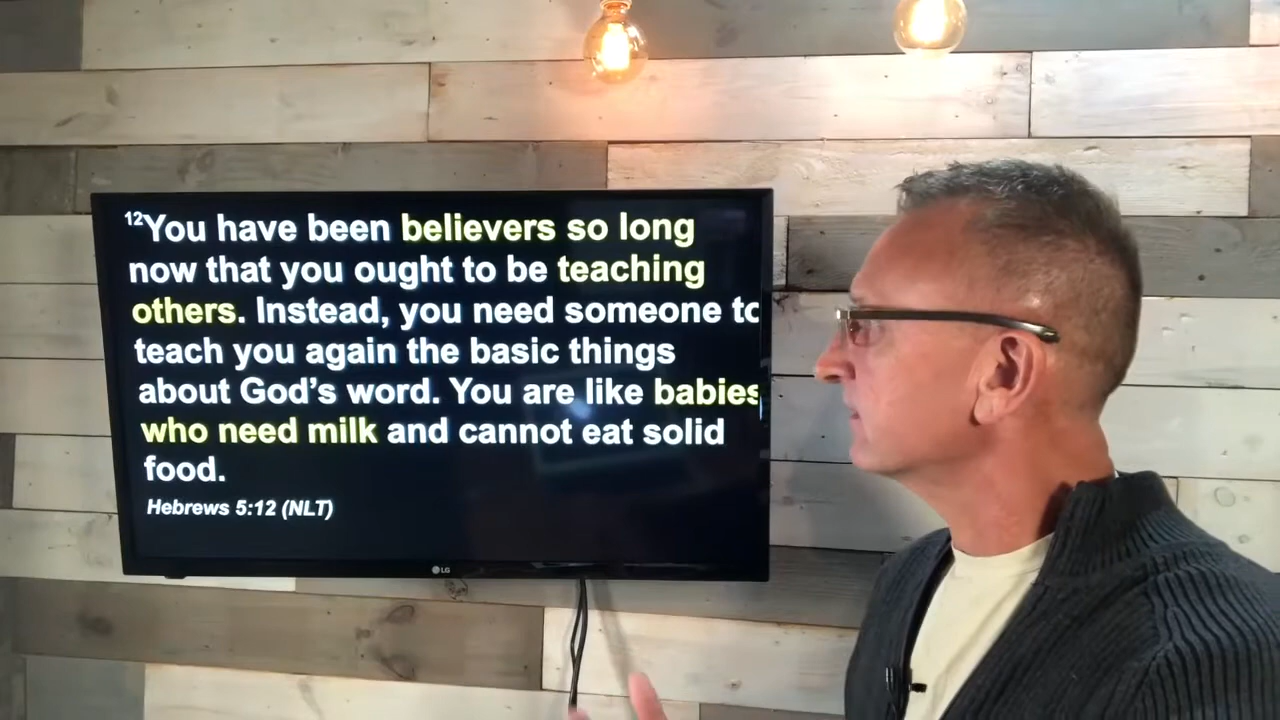 12You have been believers so long
now that you ought to be teaching
others. Instead, you need someone to
teach you again the basic things
about God's word. You are like babies
who need milk and cannot eat solid
food.
Hebrews 5:12 (NLT)
LG